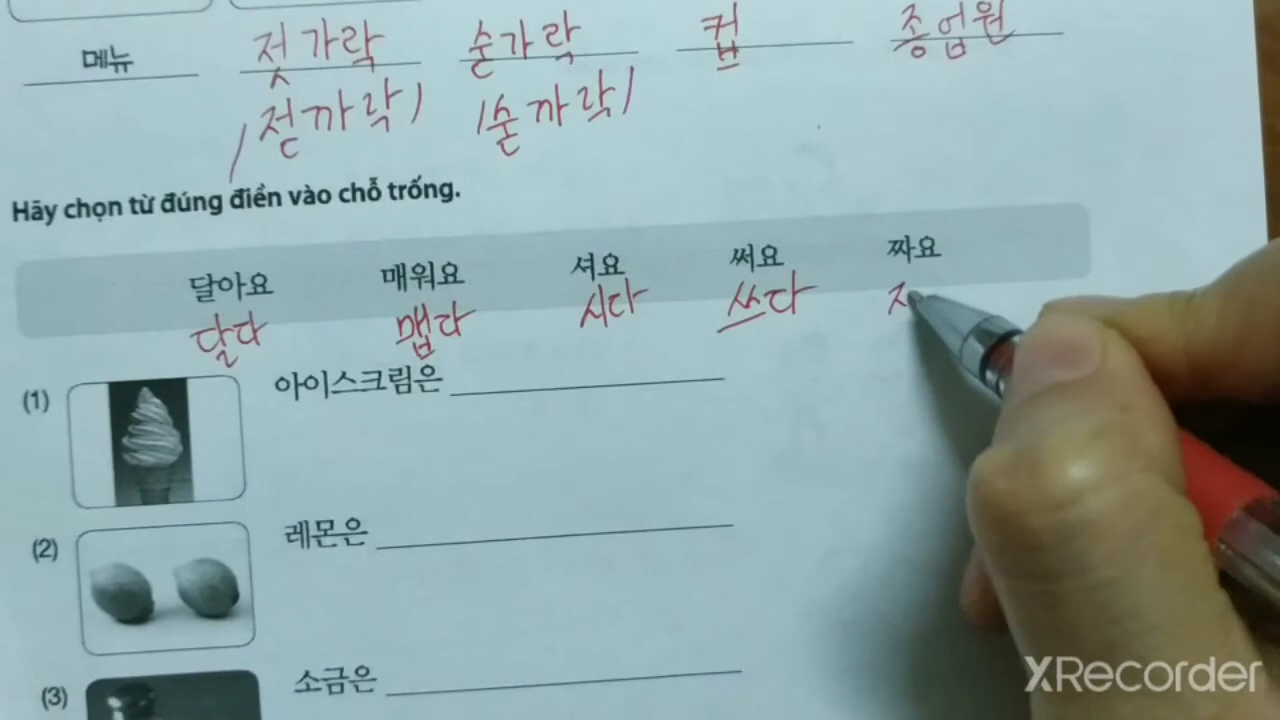 메뉴 젓가락 숟가락 컵 종업원
/젇까락/ /숟까락/
Hãy chọn từ đúng điền vào chỗ trống.
달아요 매워요 셔요 써요 짜요
달다 맵다 시다 쓰다
(1) 아이스크림은
(2) 레몬은
(3) 소금은
XRecorder